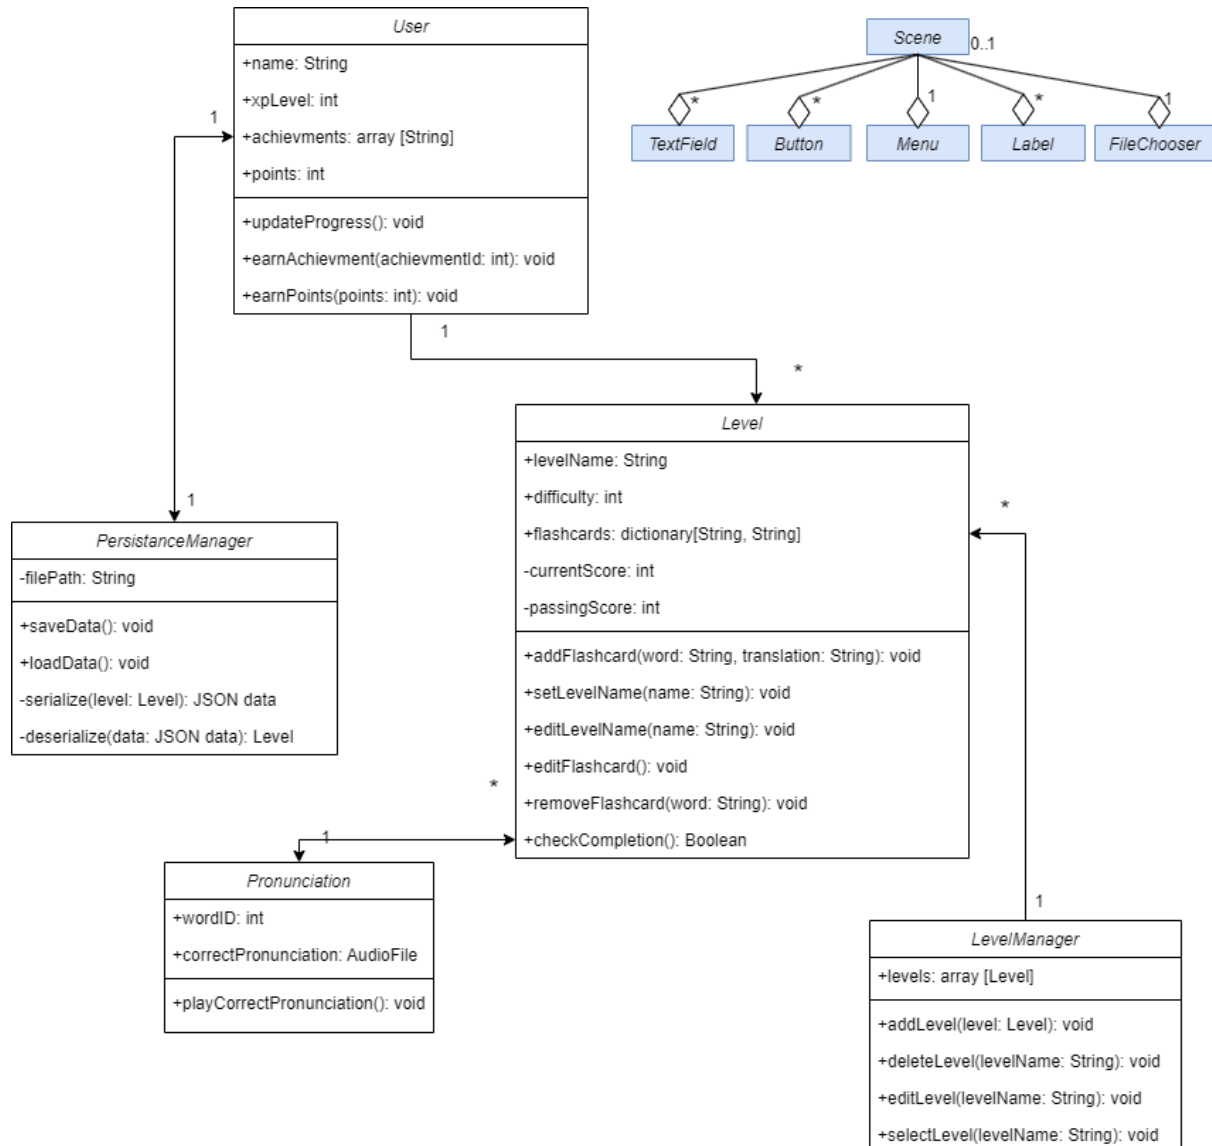 User
+name: String
+xpLevel: int
+achievments: array [String]
+points: int
+updateProgress(): void
+earnAchievment(achievmentId: int): void
+earnPoints(points: int): void
Scene
0..1
*
*
1
*
1
TextField
Button
Menu
Label
FileChooser
1
1
*
1
PersistanceManager
-filePath: String
+saveData(): void
+loadData(): void
-serialize(level: Level): JSON data
-deserialize(data: JSON data): Level
Level
+levelName: String
+difficulty: int
+flashcards: dictionary[String, String]
-currentScore: int
-passingScore: int
+addFlashcard(word: String, translation: String): void
+setLevelName(name: String): void
+editLevelName(name: String): void
+editFlashcard(): void
+removeFlashcard(word: String): void
+checkCompletion(): Boolean
*
*
1
Pronunciation
+wordID: int
+correctPronunciation: AudioFile
+playCorrectPronunciation(): void
1
LevelManager
+levels: array [Level]
+addLevel(level: Level): void
+deleteLevel(levelName: String): void
+editLevel(levelName: String): void
+selectLevel(levelName: String): void